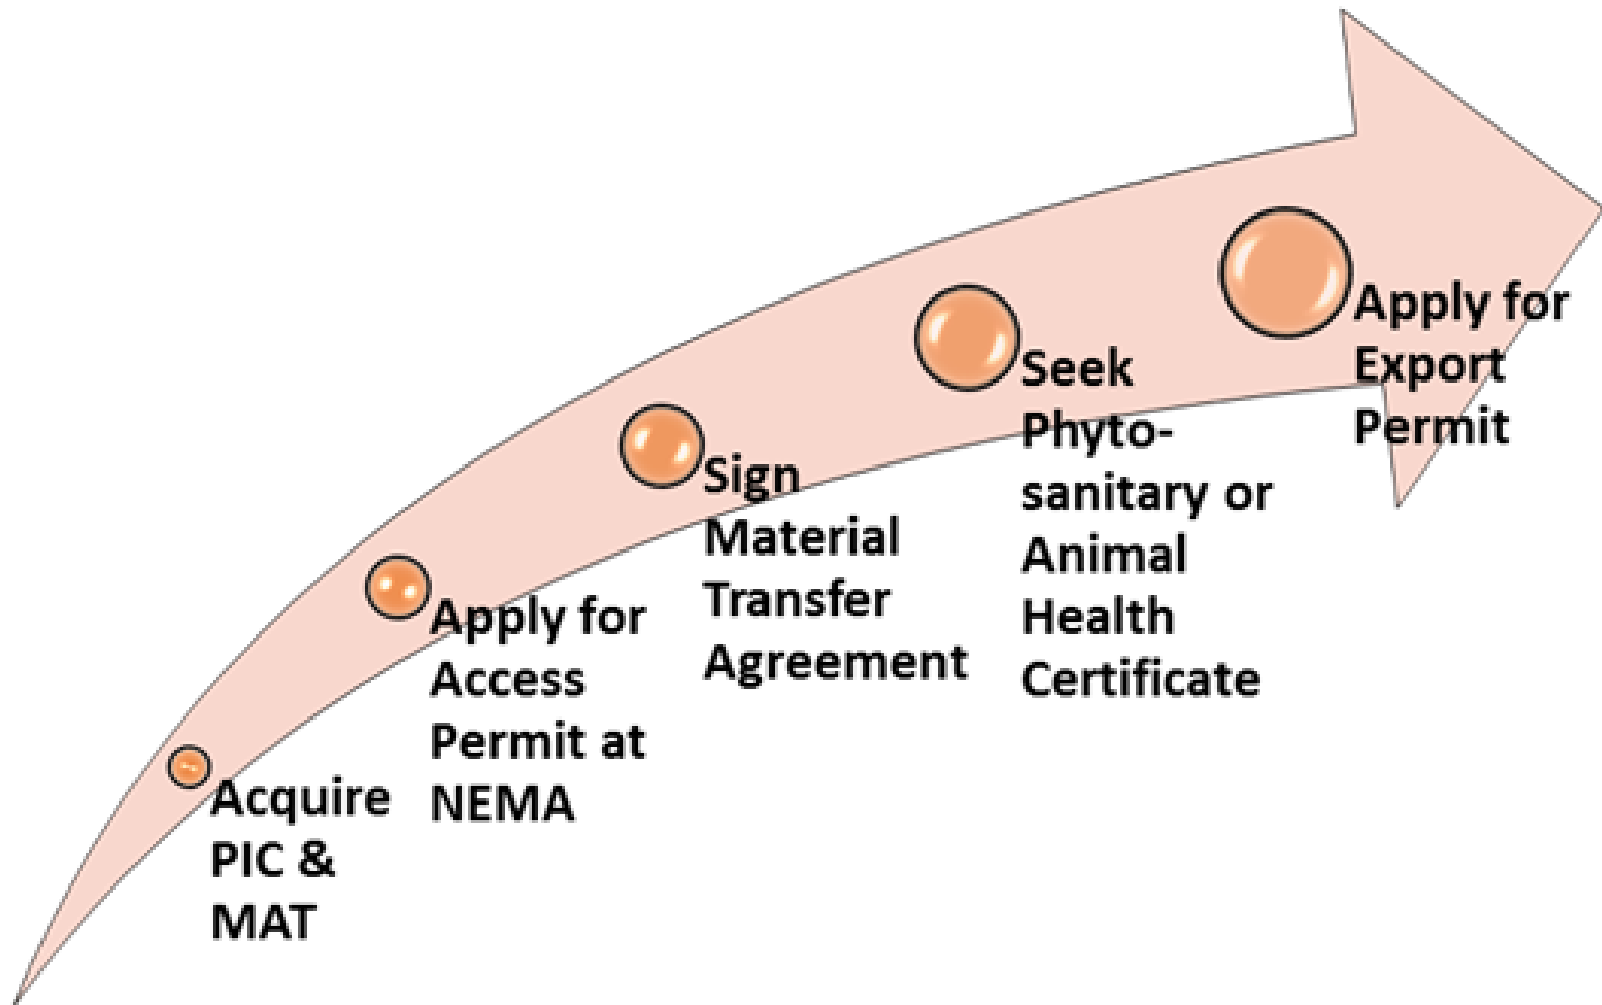 Acquire
PIC &
MAT
Apply for
Access
Permit at
NEMA
Sign
Material
Transfer
Agreement
Seek
Phyto-
sanitary or
Animal
Health
Certificate
Apply for
Export
Permit